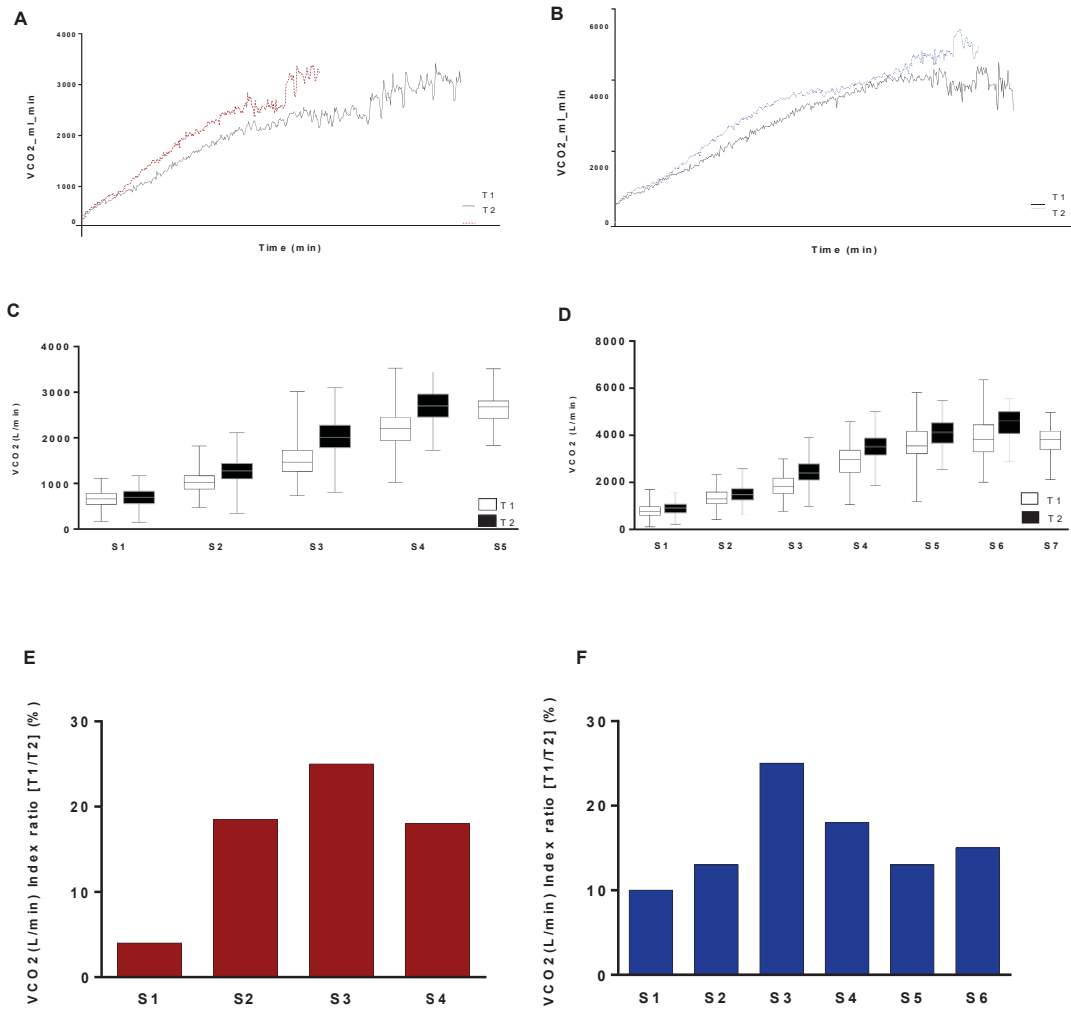 A
4000
3000
2000
1000
0
VCO2_ml_min
Time (min)
T1
T2
B
6000
4000
2000
0
VCO2_ml_min
Time (min)
T1
T2
C
4000
3000
2000
1000
0
VCO2 (L/min)
S1 S2 S3 S4 S5
T1
T2
D
8000
6000
4000
2000
0
VCO2 (L/min)
S1 S2 S3 S4 S5 S6 S7
T1
T2
E
30
20
10
0
VCO2 (L/min) Index ratio [T1/T2] (%)
S1 S2 S3 S4
F
30
20
10
0
VCO2 (L/min) Index ratio [T1/T2] (%)
S1 S2 S3 S4 S5 S6